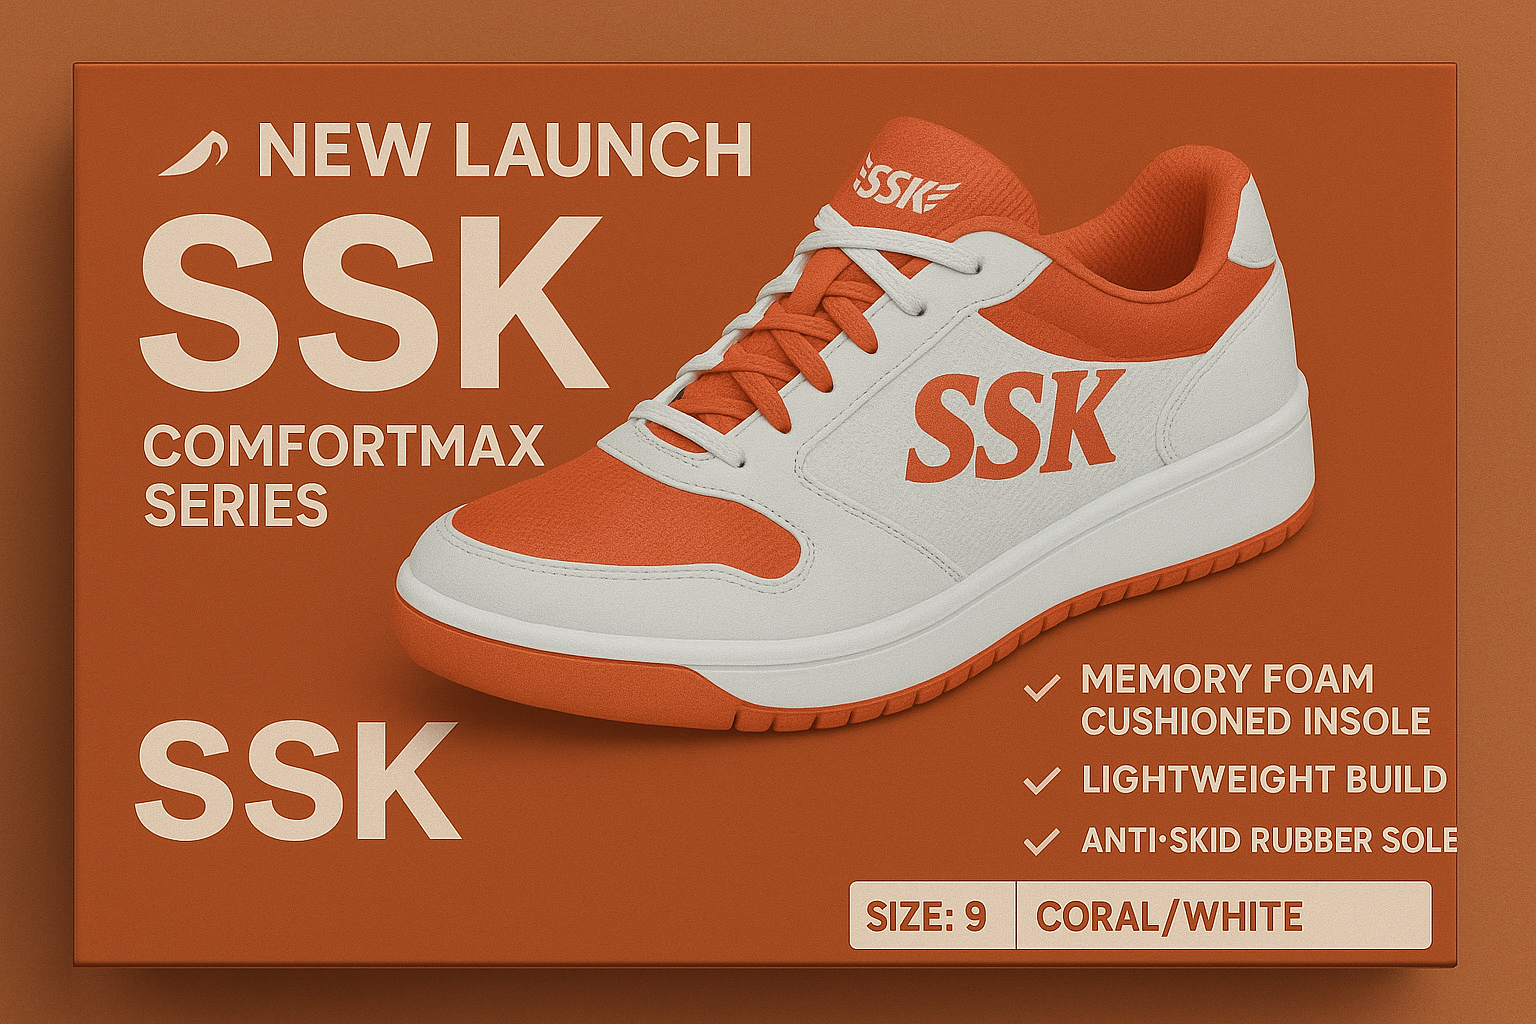 NEW LAUNCH
SSK
COMFORTMAX
SERIES
SSK
SSK
MEMORY FOAM
CUSHIONED INSOLE
LIGHTWEIGHT BUILD
ANTI•SKID RUBBER SOLE
SSK
SIZE: 9
CORAL/WHITE